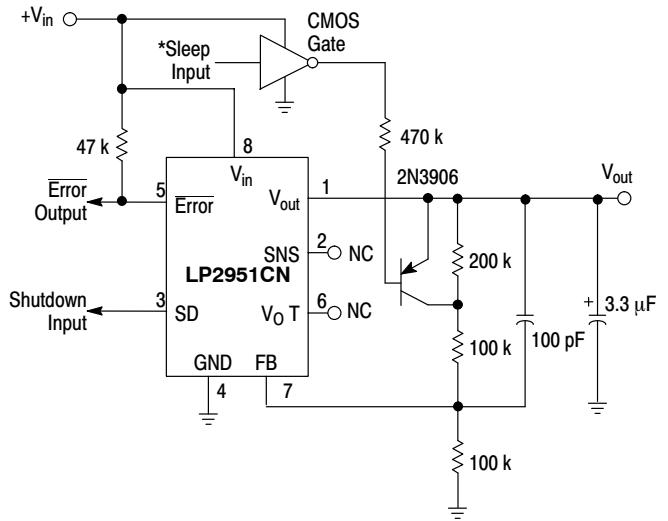 +Vin
CMOS
Gate
*Sleep
Input
470 k
47 k
8
2N3906
Vout
Error
Output
5
Error
Vin
Vout
1
SNS
2
NC
200 k
LP2951CN
Shutdown
Input
3
SD
VO T
6
NC
100 k
100 pF
+
3.3 μF
GND
FB
4
7
100 k